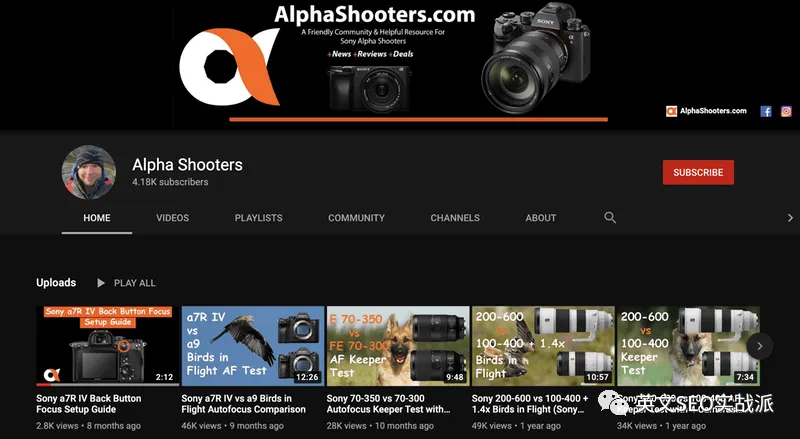 AlphaShooters.com
A Friendly Community & Helpful Resource For
Sony Alpha Shooters
+News +Reviews +Deals
SONY
AlphaShooters.com
Alpha Shooters
4.18K subscribers
SUBSCRIBE
HOME VIDEOS PLAYLISTS COMMUNITY CHANNELS ABOUT
Uploads PLAY ALL
Sony a7R IV Back Button Focus
Setup Guide
2:12
a7R IV
vs
a9
Birds in
Flight AF Test
12:26
E 70-350
vs
FE 70-300
AF Keeper
Test
9:48
200-600
vs
100-400 + 1.4x
Birds in
Flight
10:57
200-600
vs
100-400
Keeper
Test
7:34
Sony a7R IV Back Button
Focus Setup Guide
2.8K views • 8 months ago
Sony a7R IV vs a9 Birds in
Flight Autofocus Comparison
46K views • 9 months ago
Sony 70-350 vs 70-300
Autofocus Keeper Test with...
28K views • 10 months ago
Sony 200-600 vs 100-400 +
1.4x Birds in Flight (Sony...
49K views • 1 year ago
Keeper Test with
34K views • 1 year ago
英文SEO实战派